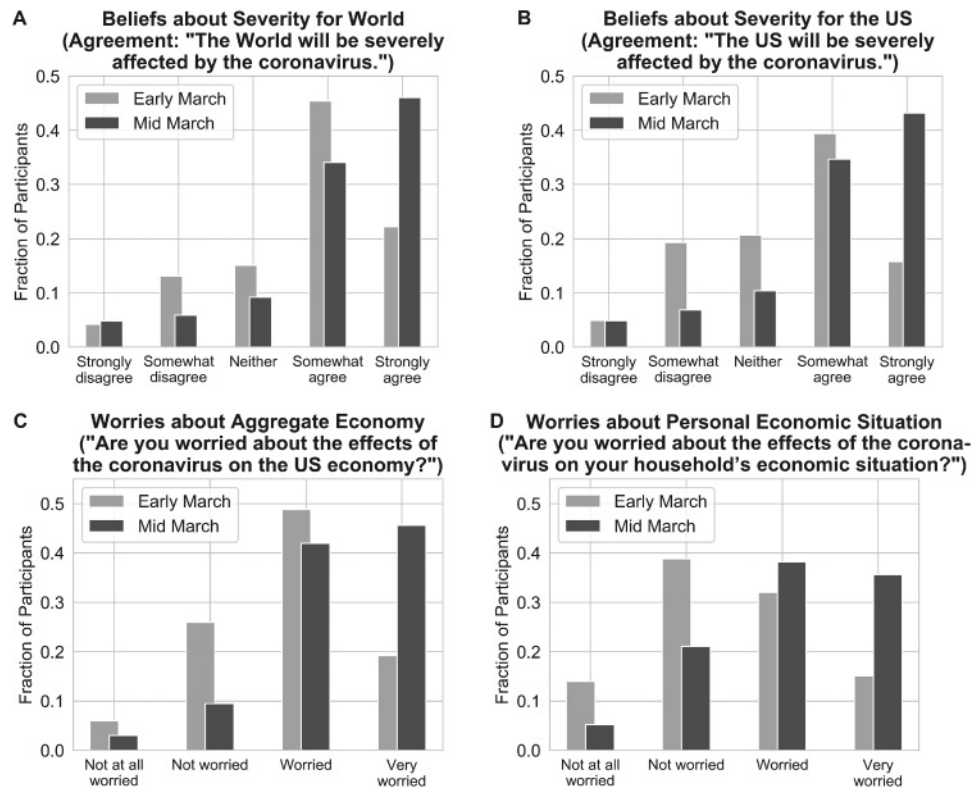 A
Beliefs about Severity for World
(Agreement: "The World will be severely
affected by the coronavirus.")
Fraction of Participants
0.5
0.4
0.3
0.2
0.1
0.0
Early March
Mid March
Strongly disagree
Somewhat disagree
Neither
Somewhat agree
Strongly agree
B
Beliefs about Severity for the US
(Agreement: "The US will be severely
affected by the coronavirus.")
Fraction of Participants
0.5
0.4
0.3
0.2
0.1
0.0
Early March
Mid March
Strongly disagree
Somewhat disagree
Neither
Somewhat agree
Strongly agree
C
Worries about Aggregate Economy
("Are you worried about the effects of
the coronavirus on the US economy?")
Fraction of Participants
0.5
0.4
0.3
0.2
0.1
0.0
Early March
Mid March
Not at all worried
Not worried
Worried
Very worried
D
Worries about Personal Economic Situation
("Are you worried about the effects of the corona-
virus on your household's economic situation?")
Fraction of Participants
0.5
0.4
0.3
0.2
0.1
0.0
Early March
Mid March
Not at all worried
Not worried
Worried
Very worried